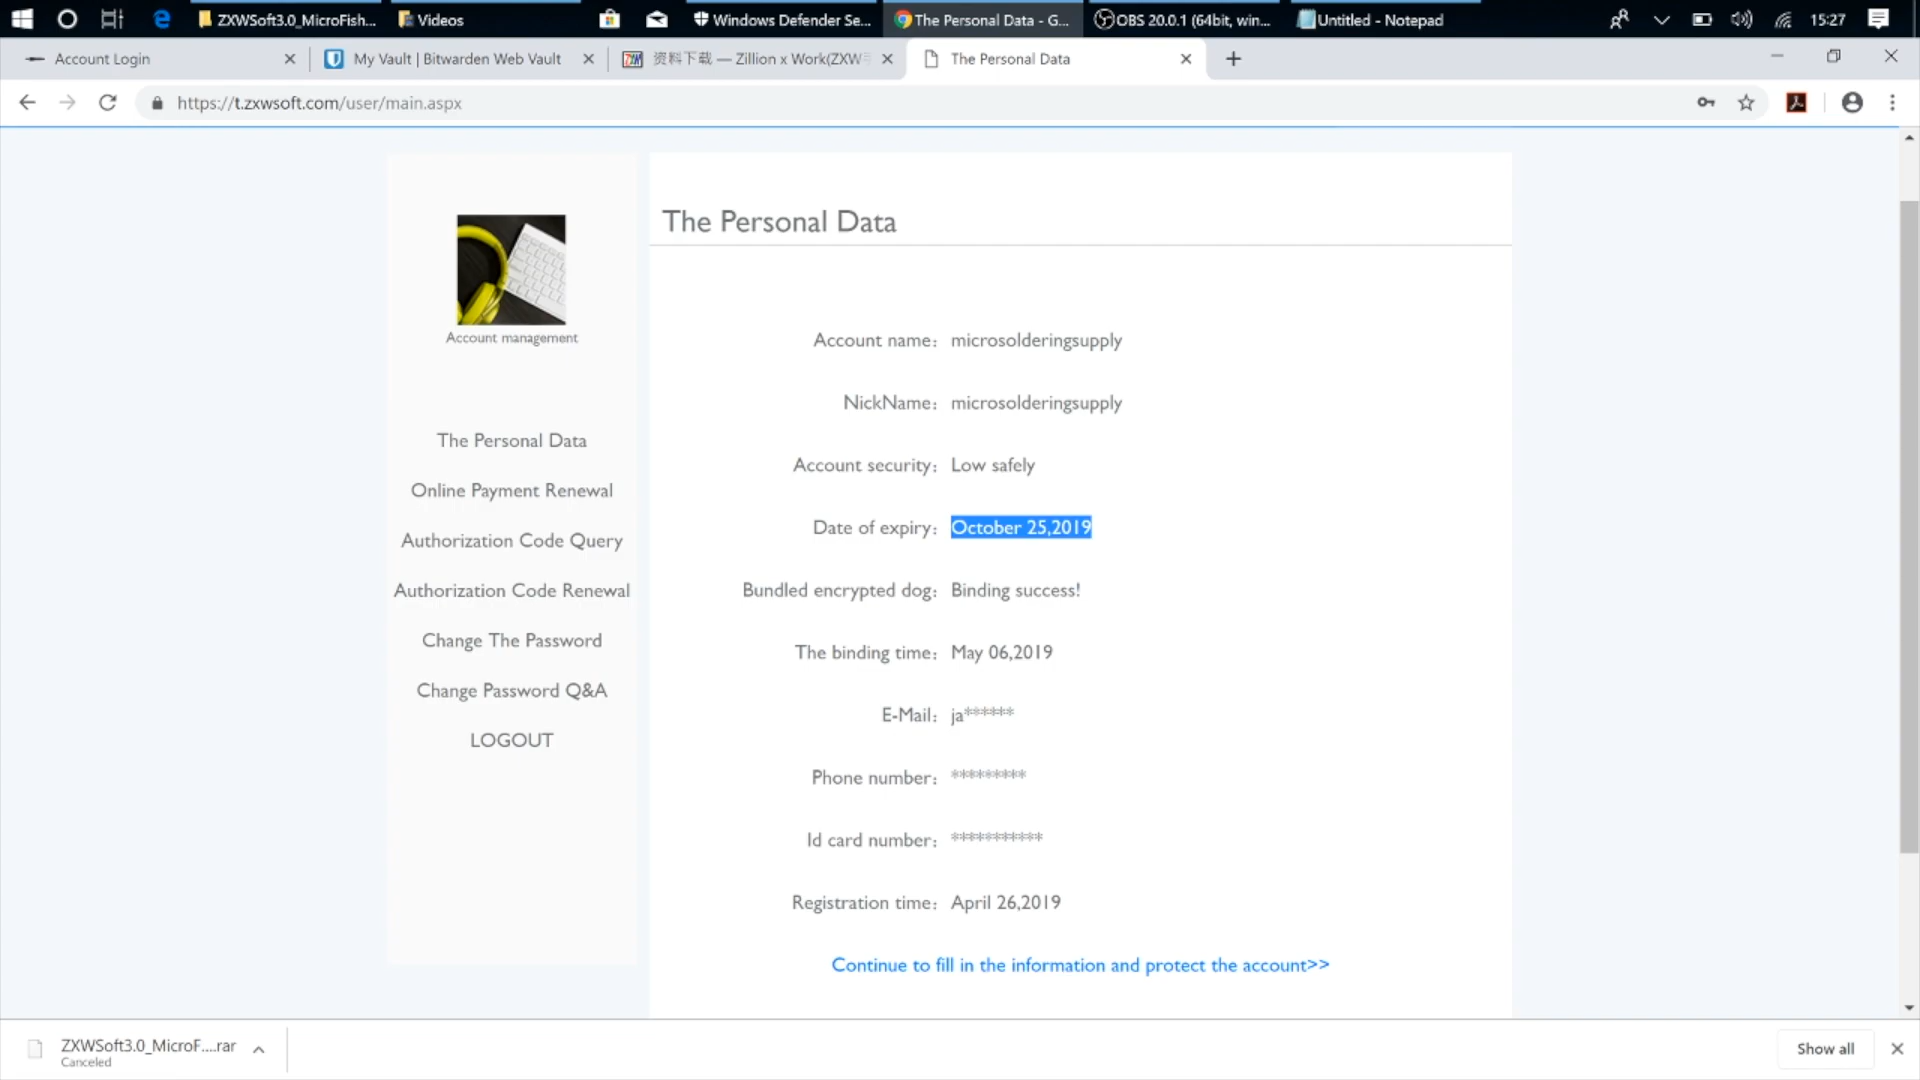 ZXWSoft3.0_MicroFish...
Videos
Windows Defender Se...
The Personal Data - G...
OBS 20.0.1 (64bit, win...
Untitled - Notepad
15:27
Account Login
My Vault | Bitwarden Web Vault
资料下载 — Zillion x Work(ZXW
The Personal Data
https://t.zxwsoft.com/user/main.aspx
The Personal Data
Account management
Account name: microsolderingsupply
NickName: microsolderingsupply
Account security: Low safely
The Personal Data
Online Payment Renewal
Date of expiry: October 25,2019
Authorization Code Query
Authorization Code Renewal
Bundled encrypted dog: Binding success!
Change The Password
The binding time: May 06,2019
Change Password Q&A
E-Mail: ja******
LOGOUT
Phone number: *********
Id card number: ***********
Registration time: April 26,2019
Continue to fill in the information and protect the account>>
ZXWSoft3.0_MicroF....rar
Canceled
Show all